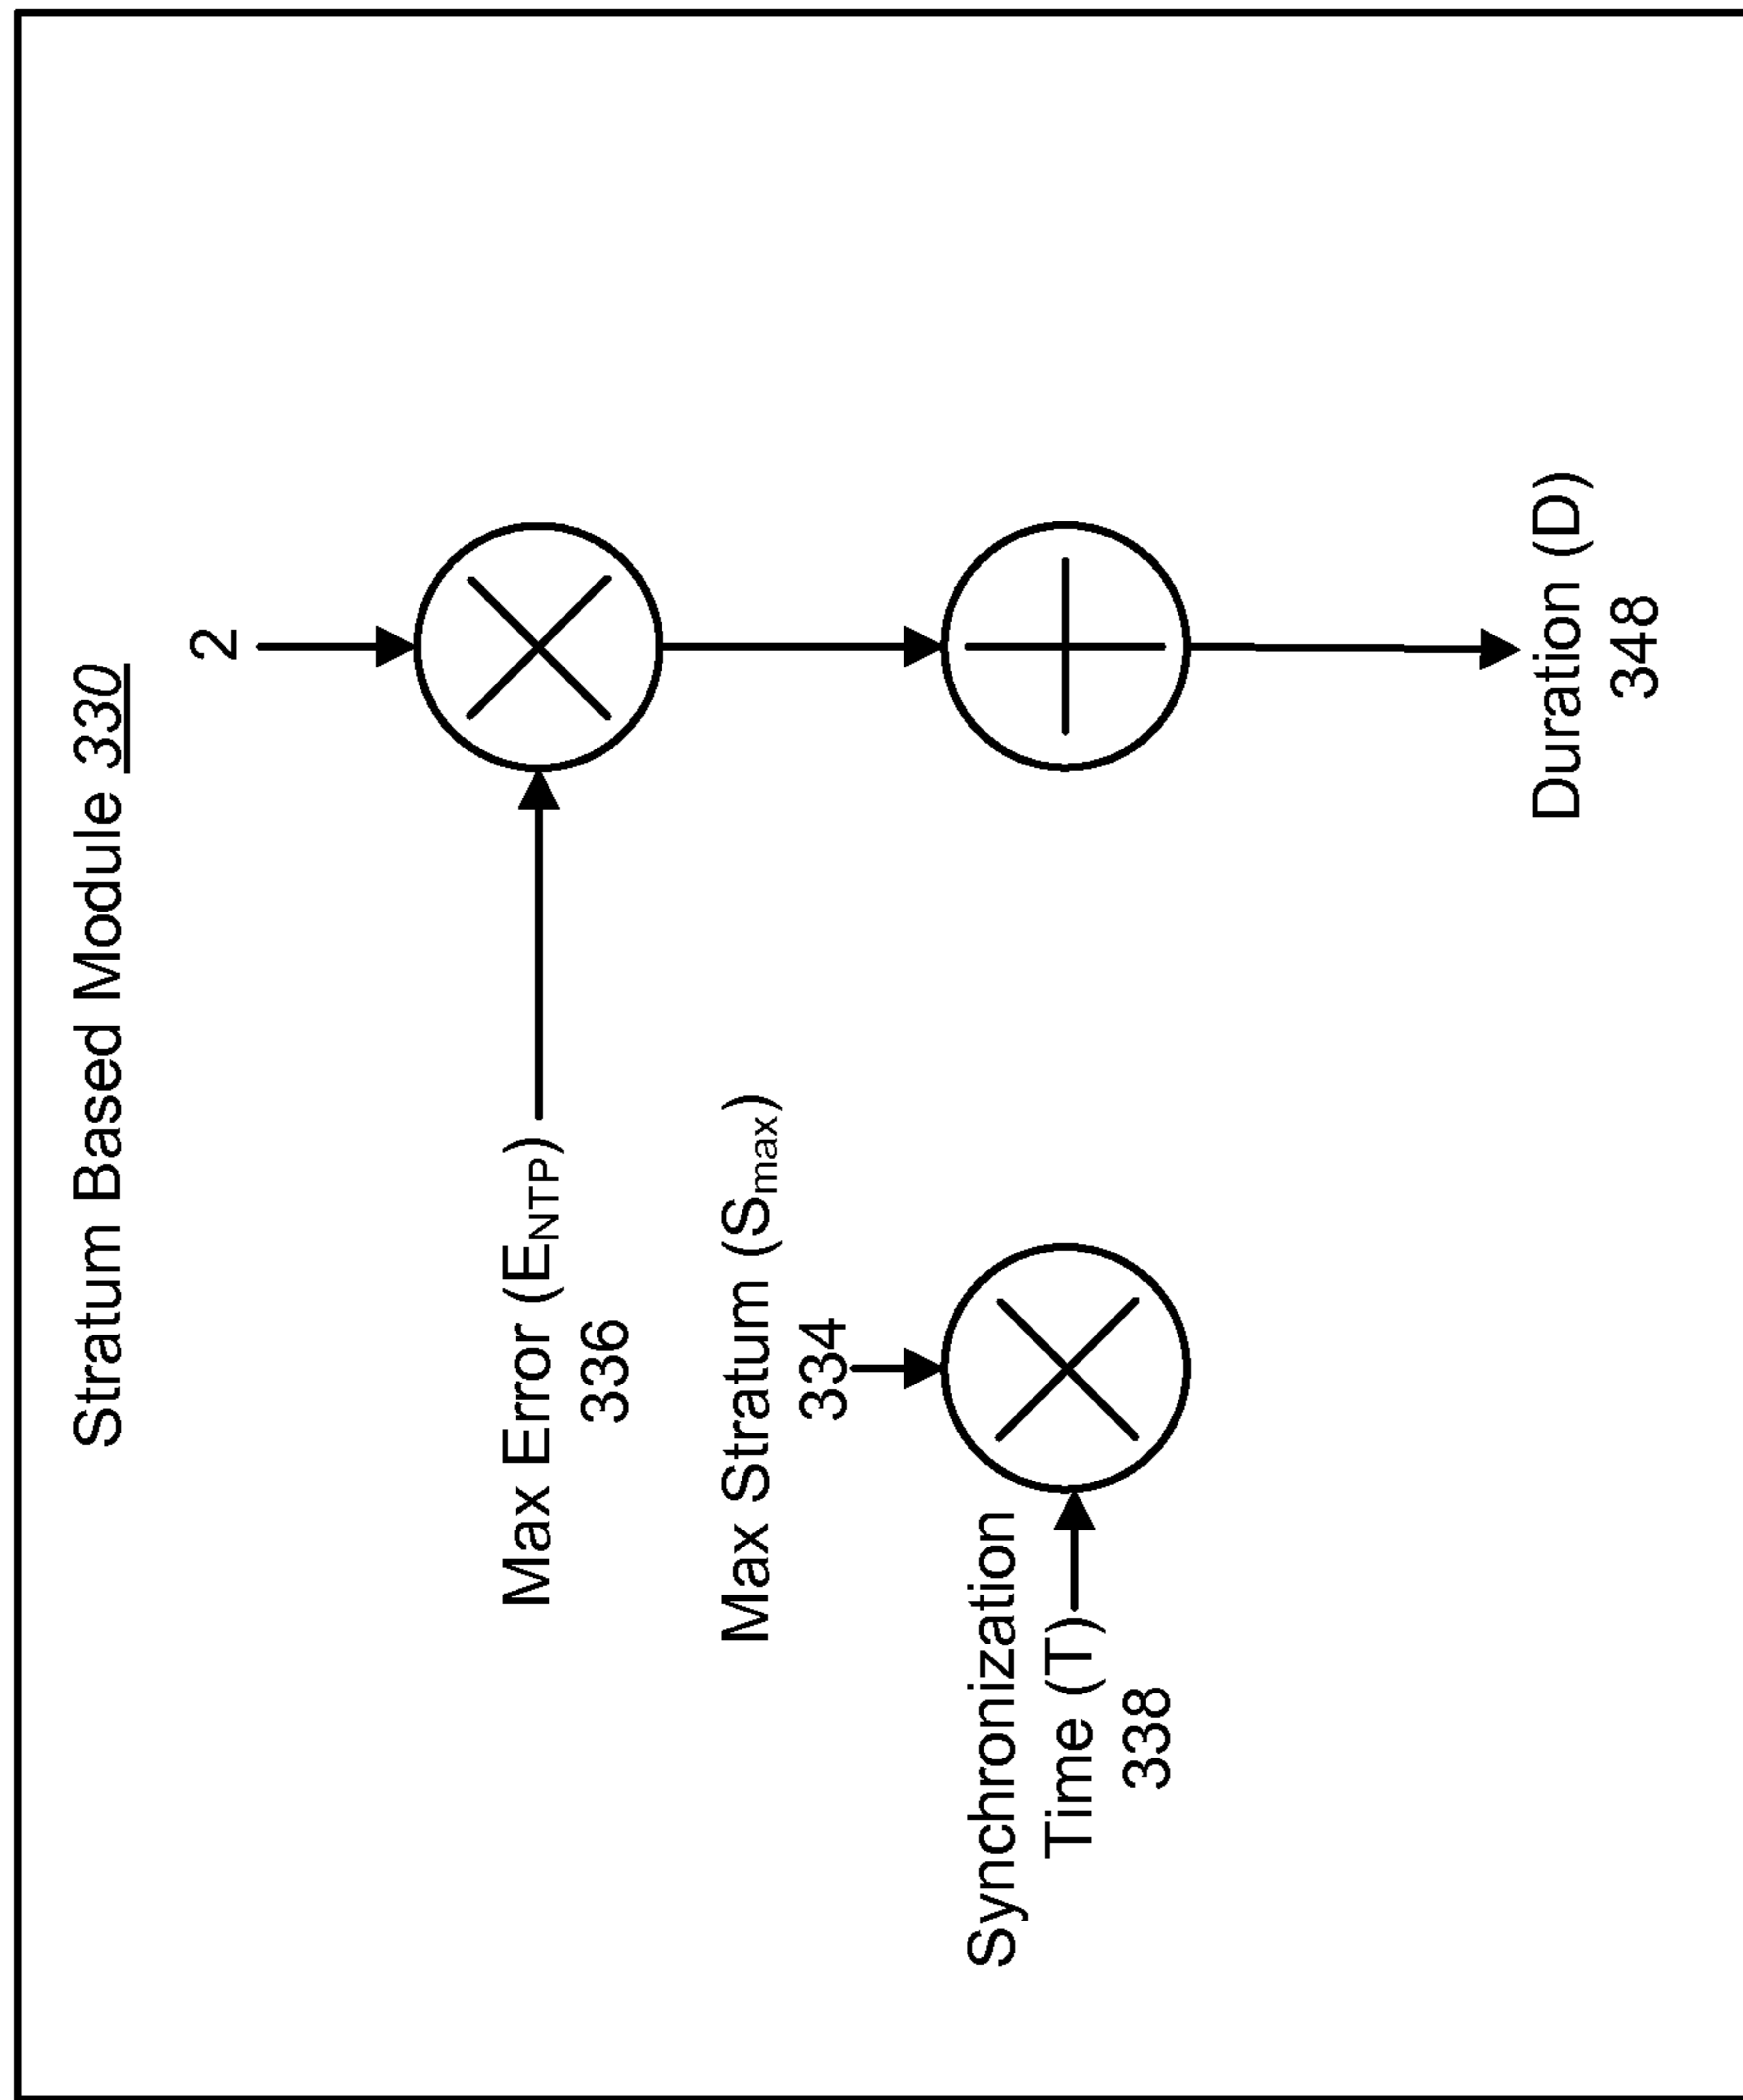 Stratum Based Module 330
2
Max Error (ENTP)
336
Max Stratum (Smax)
334
Synchronization
Time (T)
338
Duration (D)
348